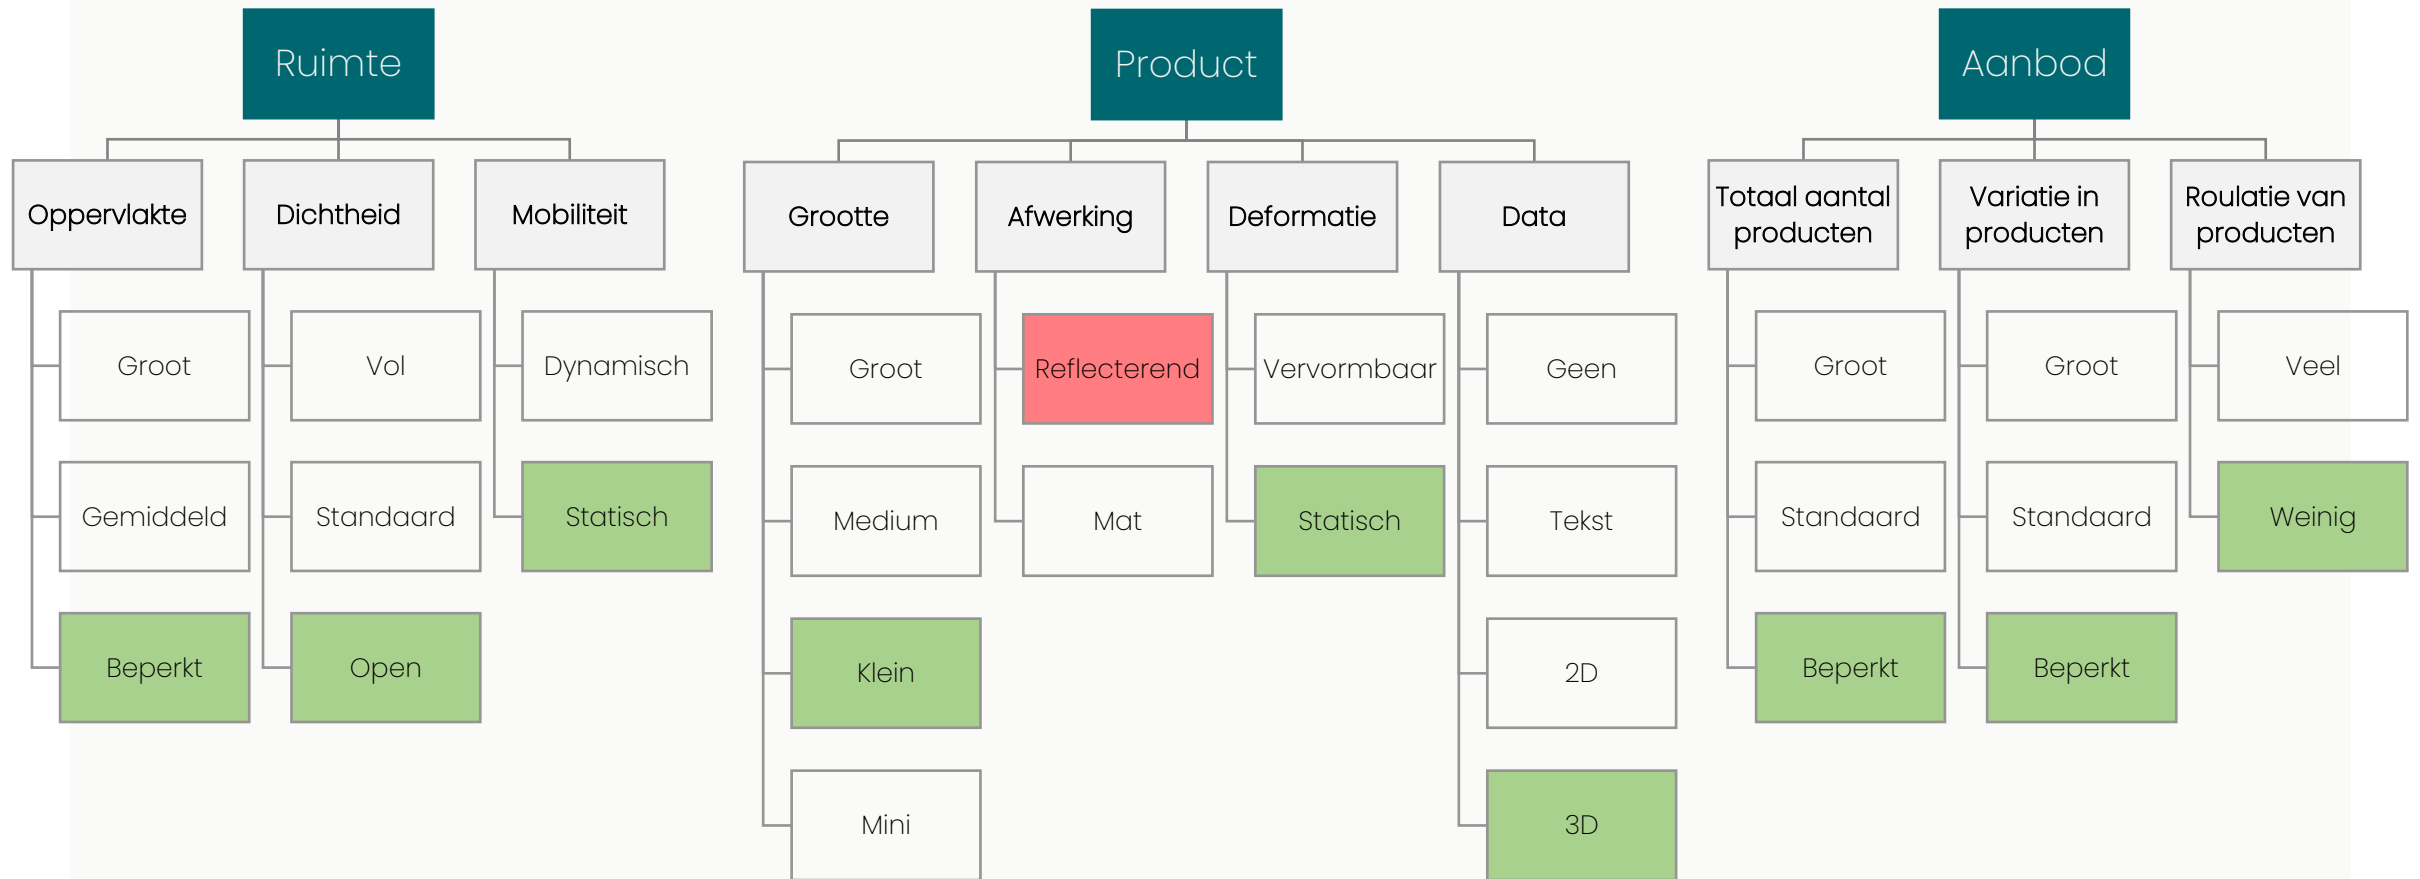 Ruimte
Product
Aanbod
Oppervlakte
Dichtheid
Mobiliteit
Grootte
Afwerking
Deformatie
Data
Totaal aantal
producten
Variatie in
producten
Roulatie van
producten
Groot
Vol
Dynamisch
Groot
Reflecterend
Vervormbaar
Geen
Groot
Groot
Veel
Gemiddeld
Standaard
Statisch
Medium
Mat
Statisch
Tekst
Standaard
Standaard
Weinig
Beperkt
Open
Klein
2D
Beperkt
Beperkt
Mini
3D